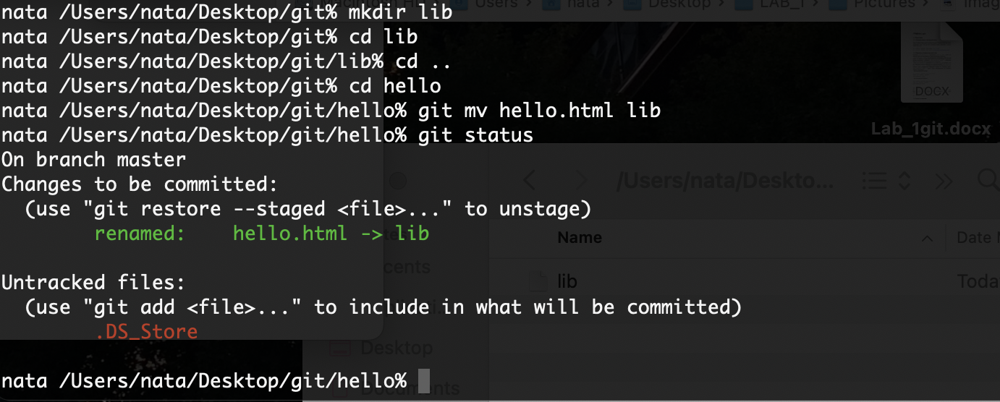 nata /Users/nata/Desktop/git% mkdir lib
nata /Users/nata/Desktop/git% cd lib
nata /Users/nata/Desktop/git/lib% cd ..
nata /Users/nata/Desktop/git% cd hello
nata /Users/nata/Desktop/git/hello% git mv hello.html lib
nata /Users/nata/Desktop/git/hello% git status
On branch master
Changes to be committed:
  (use "git restore --staged <file>..." to unstage)
        renamed:    hello.html -> lib
Untracked files:
  (use "git add <file>..." to include in what will be committed)
        .DS_Store
nata /Users/nata/Desktop/git/hello%
Users > nata > Desktop > LAB_1 > Pictures >
DOCX
Lab_1git.docx
/Users/nata/Deskto...
Name
Date
lib
Toda
Desktop